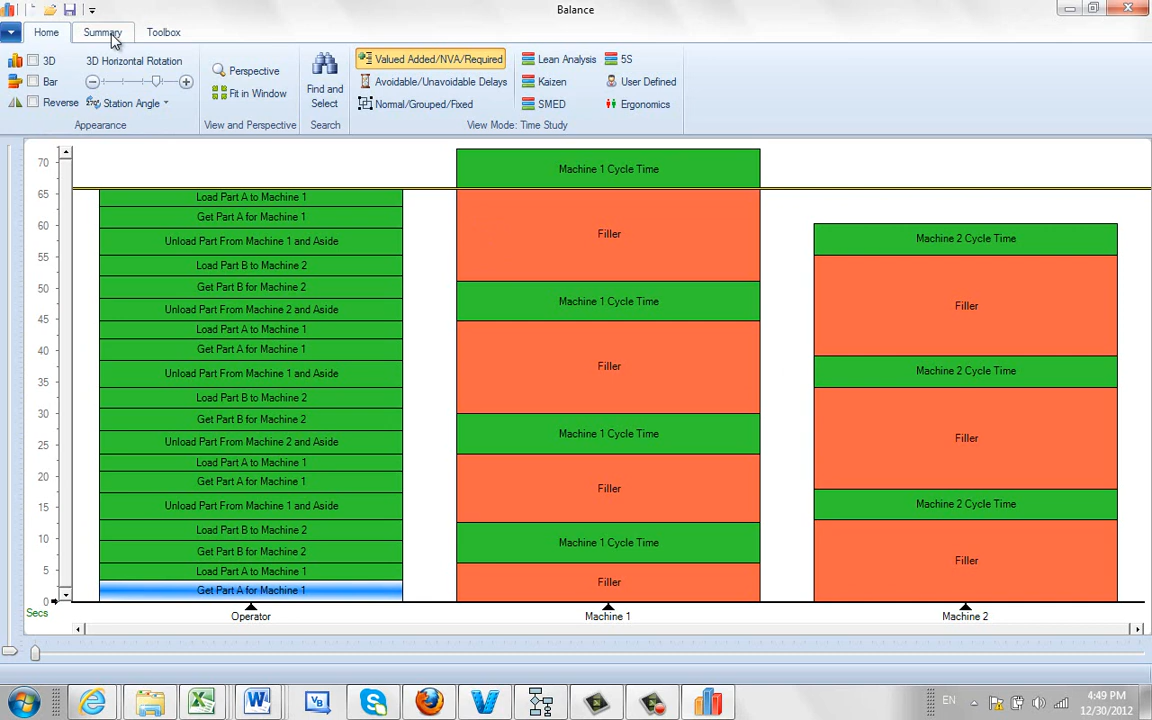 Balance
Home Summary Toolbox
3D 3D Horizontal Rotation Perspective Find and Select Valued Added/NVA/Required Lean Analysis 5S
Bar Avoidable/Unavoidable Delays Kaizen User Defined
Reverse Station Angle Fit in Window Normal/Grouped/Fixed SMED Ergonomics
Appearance View and Perspective Search View Mode: Time Study
70
65
60
55
50
45
40
35
30
25
20
15
10
5
0
Secs
Load Part A to Machine 1
Get Part A for Machine 1
Unload Part From Machine 1 and Aside
Load Part B to Machine 2
Get Part B for Machine 2
Unload Part From Machine 2 and Aside
Load Part A to Machine 1
Get Part A for Machine 1
Unload Part From Machine 1 and Aside
Load Part B to Machine 2
Get Part B for Machine 2
Unload Part From Machine 2 and Aside
Load Part A to Machine 1
Get Part A for Machine 1
Unload Part From Machine 1 and Aside
Load Part B to Machine 2
Get Part B for Machine 2
Load Part A to Machine 1
Get Part A for Machine 1
Operator
Machine 1 Cycle Time
Filler
Machine 1 Cycle Time
Filler
Machine 1 Cycle Time
Filler
Machine 1 Cycle Time
Filler
Machine 1
Machine 2 Cycle Time
Filler
Machine 2 Cycle Time
Filler
Machine 2 Cycle Time
Filler
Machine 2
EN
4:49 PM
12/30/2012